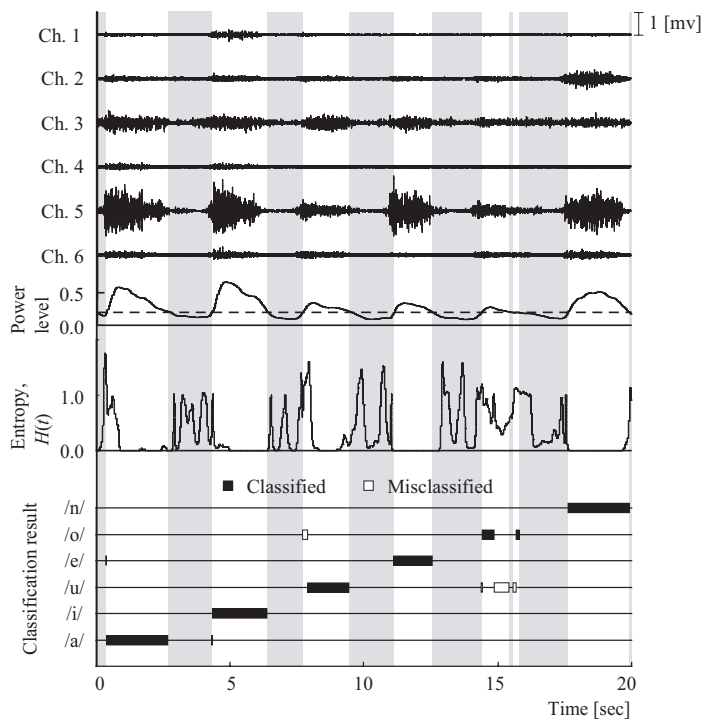 1 [mv]
Ch. 1
Ch. 2
Ch. 3
Ch. 4
Ch. 5
Ch. 6
Power
level
0.5
0.0
Entropy,
H(t)
1.0
0.0
Classified
Misclassified
Classification result
/n/
/o/
/e/
/u/
/i/
/a/
0 5 10 15 20
Time [sec]